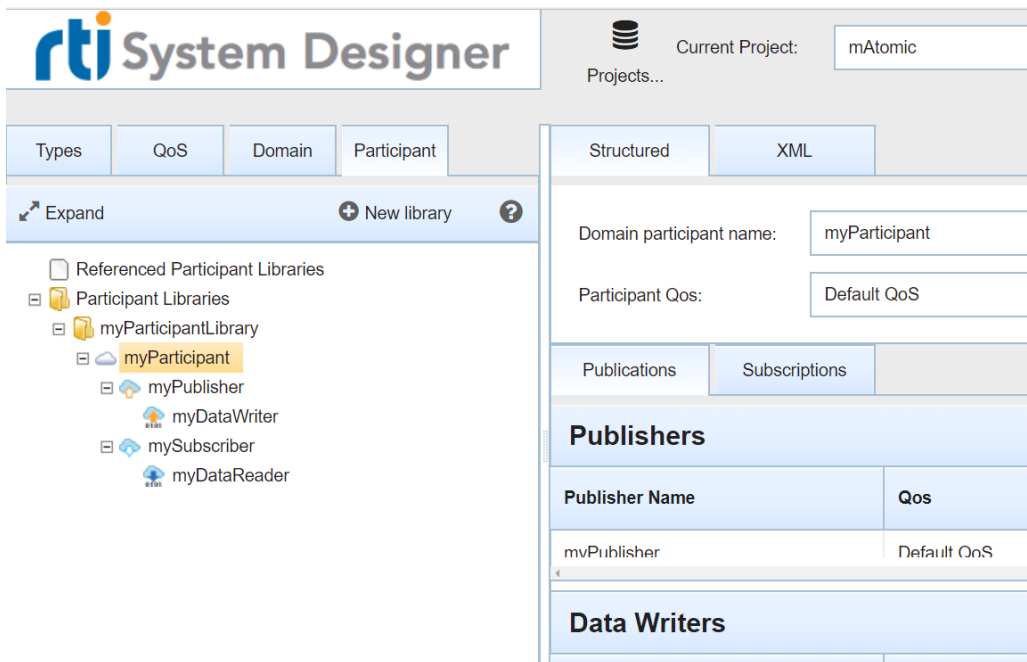 rti System Designer
Projects...
Current Project:
mAtomic
Types
QoS
Domain
Participant
Expand
New library
?
Referenced Participant Libraries
Participant Libraries
myParticipantLibrary
myParticipant
myPublisher
myDataWriter
mySubscriber
myDataReader
Structured
XML
Domain participant name:
myParticipant
Participant Qos:
Default QoS
Publications
Subscriptions
Publishers
Publisher Name
Qos
myPublisher
Default QoS
Data Writers